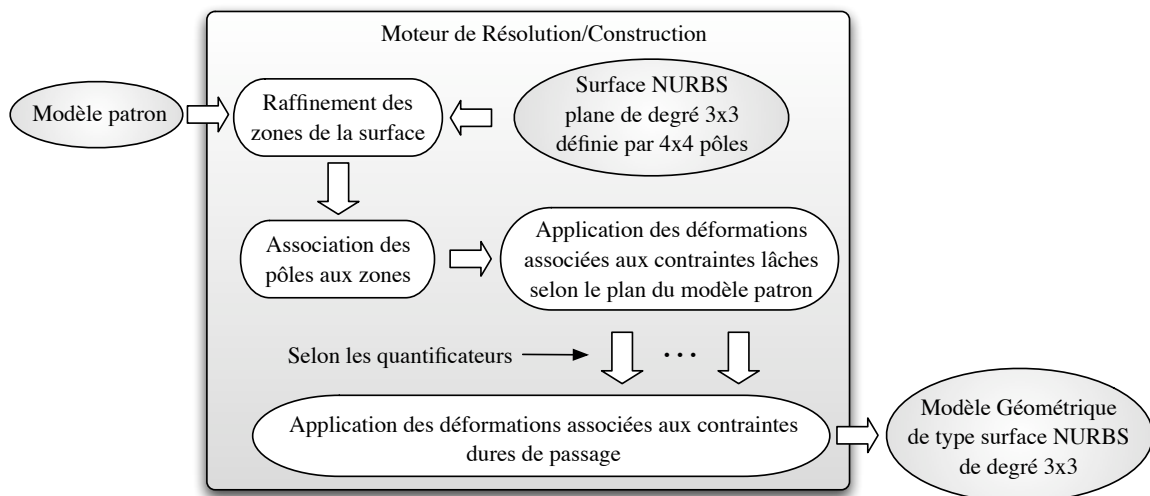 Moteur de Résolution/Construction
Modèle patron
Raffinement des
zones de la surface
Surface NURBS
plane de degré 3x3
définie par 4x4 pôles
Association des
pôles aux zones
Application des déformations
associées aux contraintes lâches
selon le plan du modèle patron
Selon les quantificateurs
...
Application des déformations associées aux contraintes
dures de passage
Modèle Géométrique
de type surface NURBS
de degré 3x3